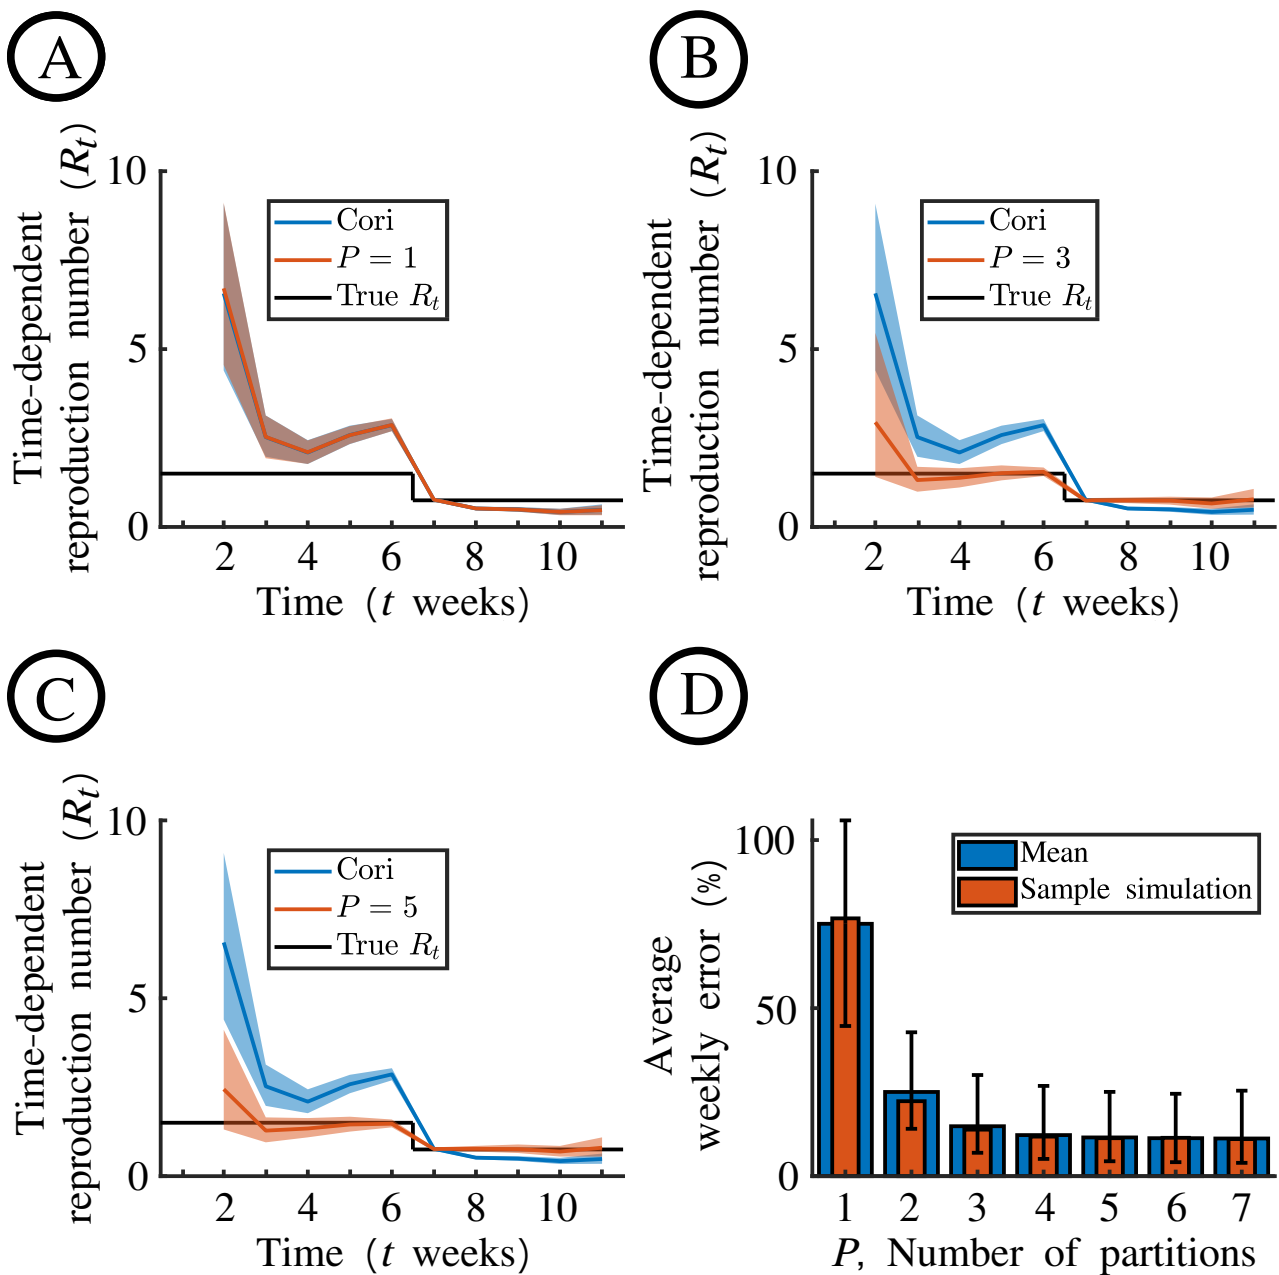 A
Time-dependent
reproduction number (Rt)
10
5
0
Cori
P = 1
True Rt
2 4 6 8 10
Time (t weeks)
B
Time-dependent
reproduction number (Rt)
10
5
0
Cori
P = 3
True Rt
2 4 6 8 10
Time (t weeks)
C
Time-dependent
reproduction number (Rt)
10
5
0
Cori
P = 5
True Rt
2 4 6 8 10
Time (t weeks)
D
Average
weekly error (%)
100
50
0
Mean
Sample simulation
1 2 3 4 5 6 7
P, Number of partitions